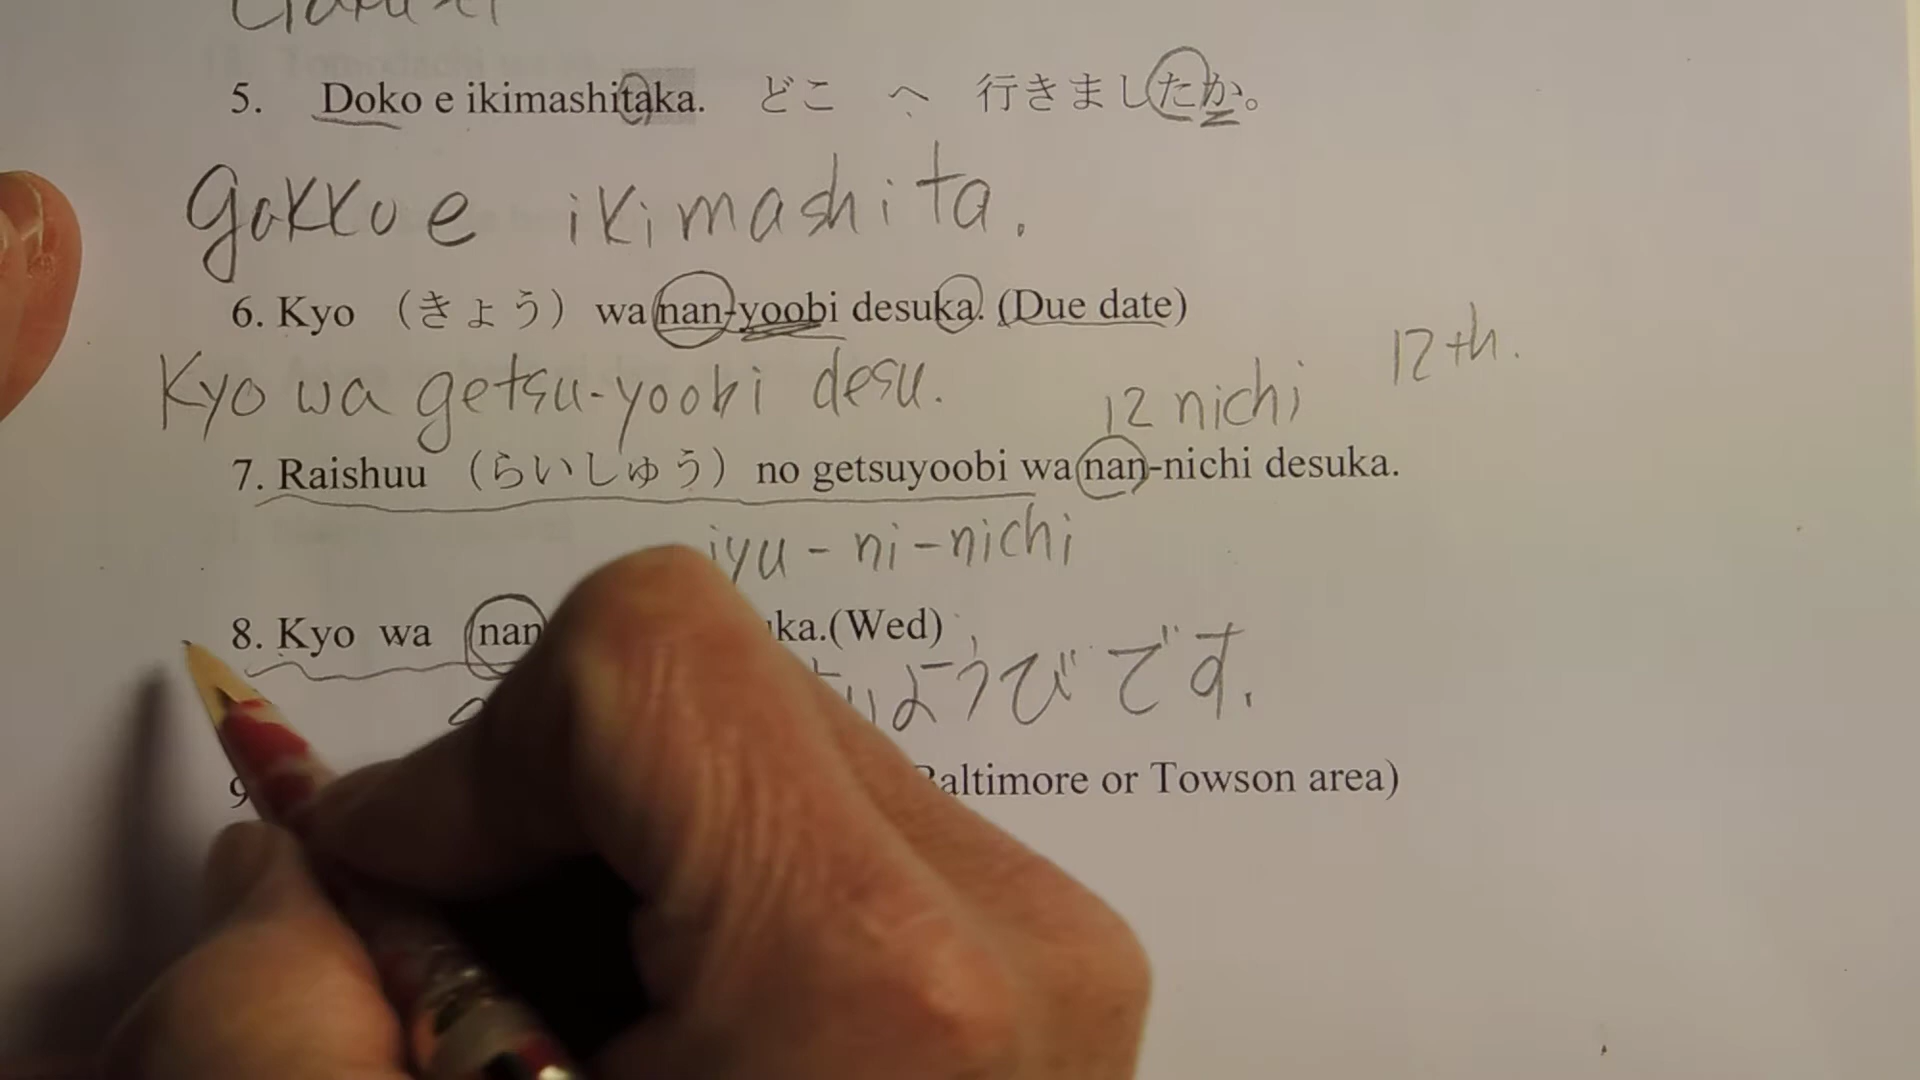 5. Doko e ikimashitaka. どこ へ 行きましたか。
gakko e ikimashita.
6. Kyo （きょう）wa nan-yoobi desuka. (Due date)
12th.
Kyo wa getsu-yoobi desu. 12 nichi
7. Raishuu （らいしゅう）no getsuyoobi wa nan-nichi desuka.
iyu-ni-nichi
8. Kyo wa nan ka.(Wed)
ようびです.
9 altimore or Towson area)